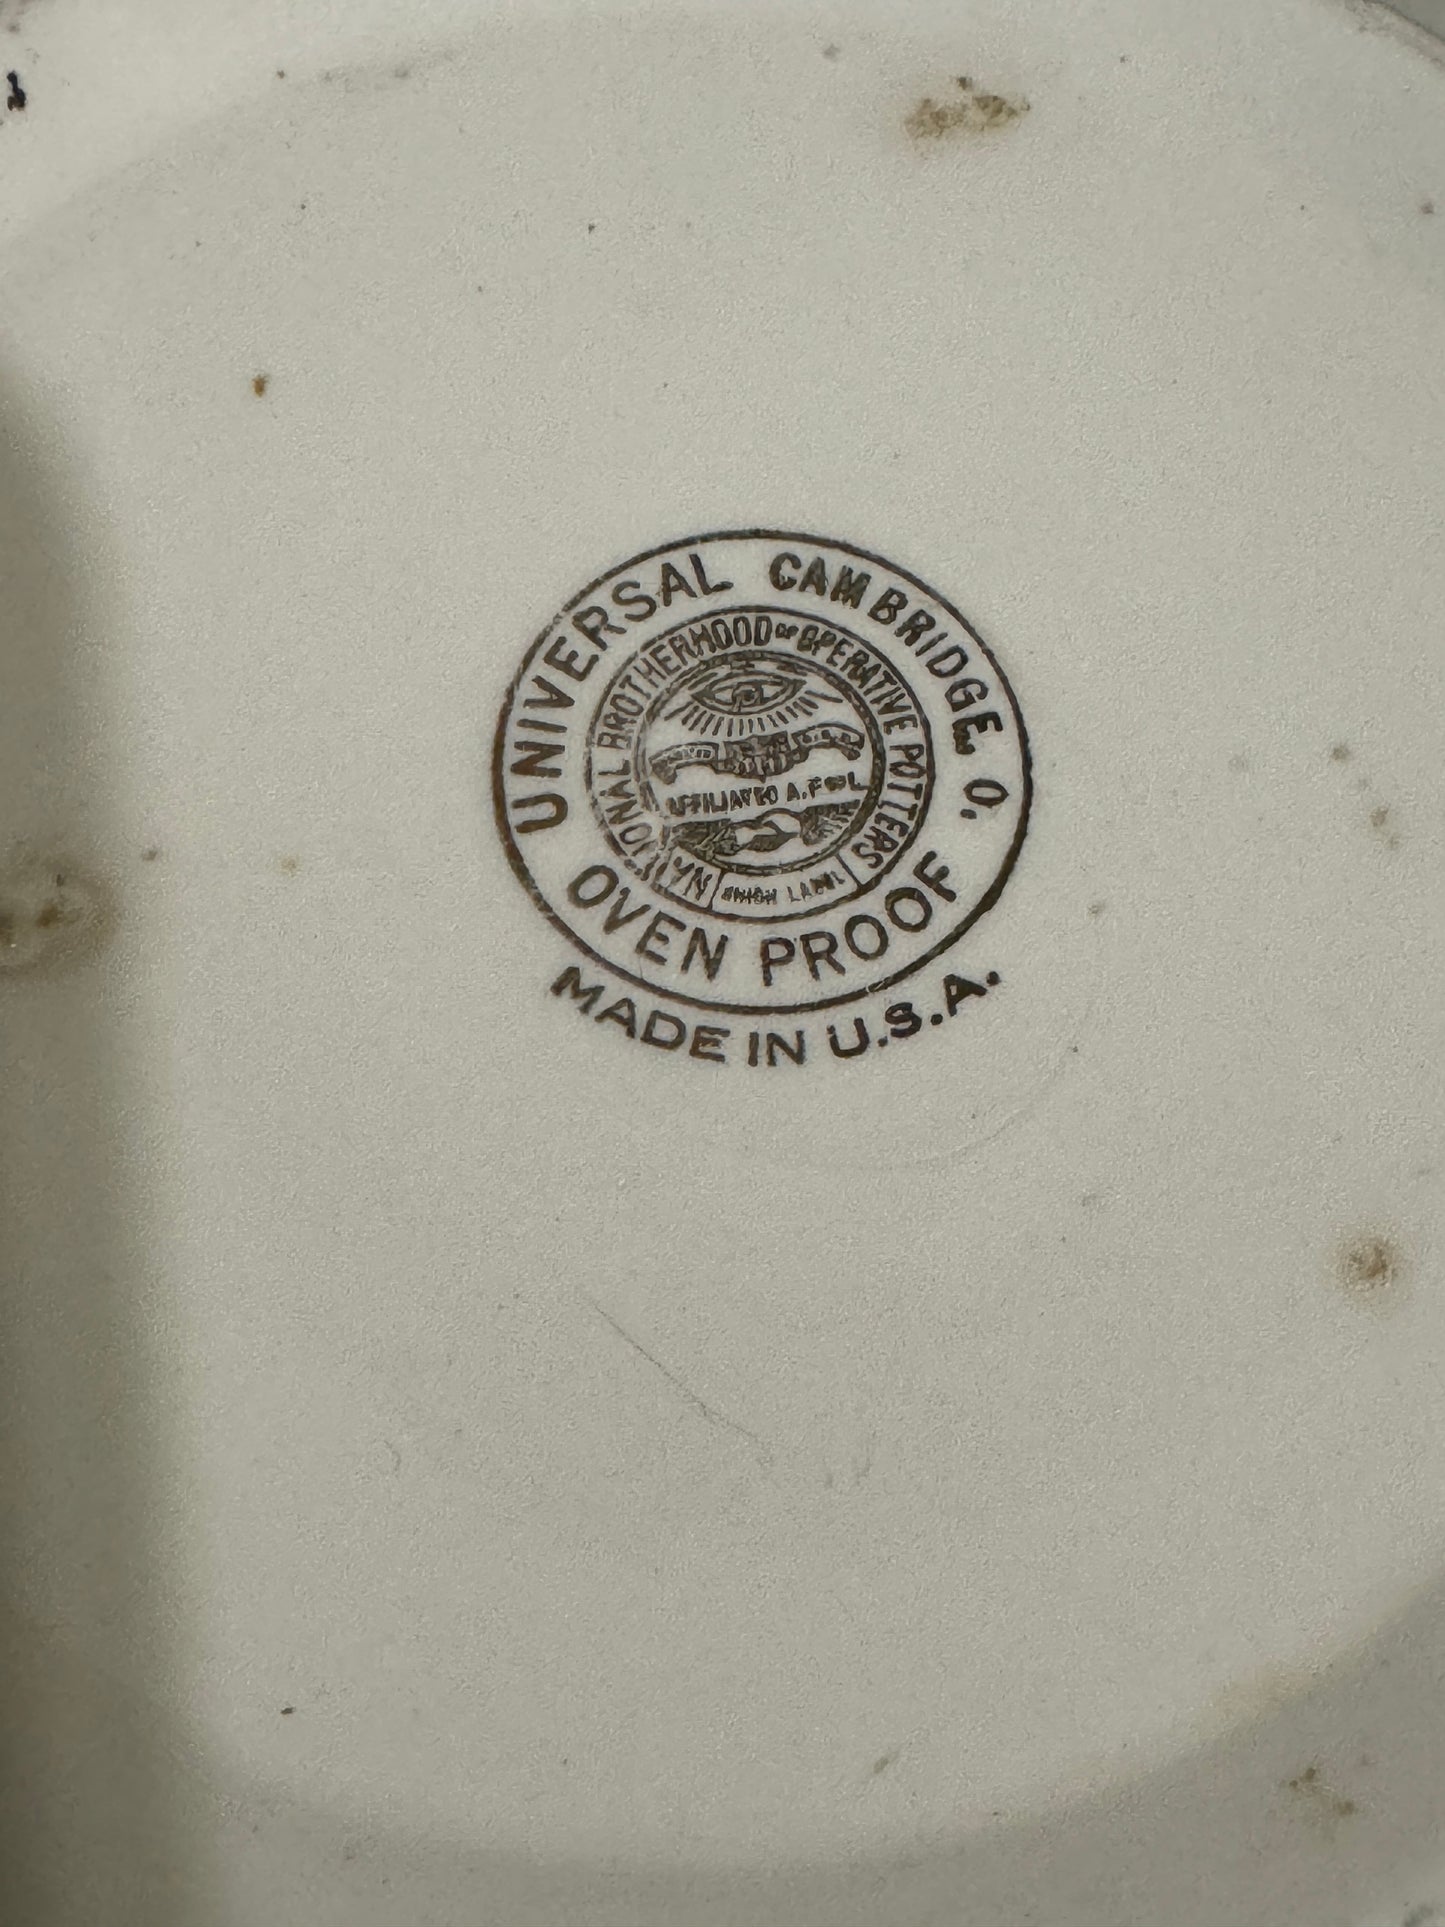 UNIVERSAL CAMBRIDGE, O.
NATIONAL BROTHERHOOD OF OPERATIVE POTTERS
AFFILIATED A. F OF L
UNION LABEL
OVEN PROOF
MADE IN U.S.A.